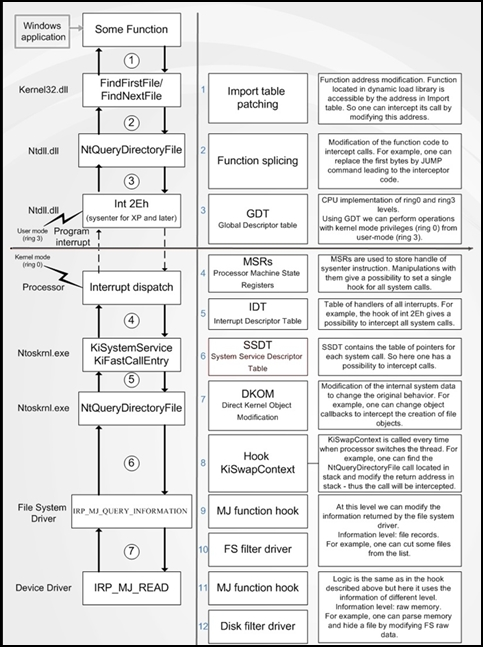 Windows
application
Some Function
1
Kernel32.dll
FindFirstFile/
FindNextFile
2
Ntdll.dll
NtQueryDirectoryFile
3
Ntdll.dll
Int 2Eh
(sysenter for XP and later)
User mode
(ring 3)
Program
interrupt
Kernel mode
(ring 0)
Processor
Interrupt dispatch
4
Ntoskrnl.exe
KiSystemService
KiFastCallEntry
5
Ntoskrnl.exe
NtQueryDirectoryFile
6
File System
Driver
IRP_MJ_QUERY_INFORMATION
7
Device Driver
IRP_MJ_READ
1
Import table
patching
Function address modification. Function
located in dynamic load library is
accessible by the address in Import
table. So one can intercept its call by
modifying this address.
2
Function splicing
Modification of the function code to
intercept calls. For example, one can
replace the first bytes by JUMP
command leading to the interceptor
code.
3
GDT
Global Descriptor table
CPU implementation of ring0 and ring3
levels.
Using GDT we can perform operations
with kernel mode privileges (ring 0) from
user-mode (ring 3).
4
MSRs
Processor Machine State
Registers
MSRs are used to store handle of
sysenter instruction. Manipulations with
them give a possibility to set a single
hook for all system calls.
5
IDT
Interrupt Descriptor Table
Table of handlers of all interrupts. For
example, the hook of int 2Eh gives a
possibility to intercept all system calls.
6
SSDT
System Service Descriptor
Table
SSDT contains the table of pointers for
each system call. So here one has a
possibility to intercept calls.
7
DKOM
Direct Kernel Object
Modification
Modification of the internal system data
to change the original behavior. For
example, one can change object
callbacks to intercept the creation of file
objects.
8
Hook
KiSwapContext
KiSwapContext is called every time
when processor switches the thread. For
example, one can find the
NtQueryDirectoryFile call located in
stack and modify the return address in
stack - thus the call will be intercepted.
9
MJ function hook
10
FS filter driver
At this level we can modify the
information returned by the file system
driver.
Information level: file records.
For example, one can cut some files
from the list.
11
MJ function hook
12
Disk filter driver
Logic is the same as in the hook
described above but here it uses the
information of different level.
Information level: raw memory.
For example, one can parse memory
and hide a file by modifying FS raw
data.